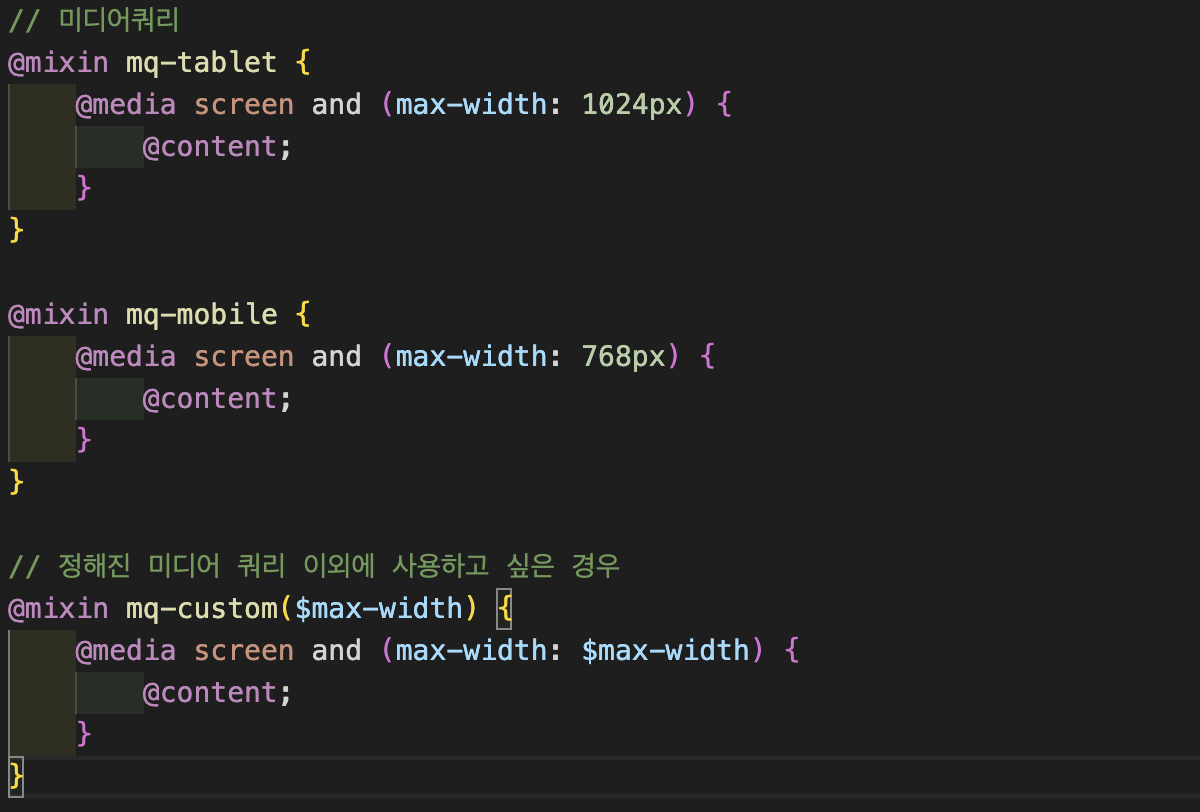 // 미디어쿼리
@mixin mq-tablet {
    @media screen and (max-width: 1024px) {
        @content;
    }
}

@mixin mq-mobile {
    @media screen and (max-width: 768px) {
        @content;
    }
}

// 정해진 미디어 쿼리 이외에 사용하고 싶은 경우
@mixin mq-custom($max-width) {
    @media screen and (max-width: $max-width) {
        @content;
    }
}